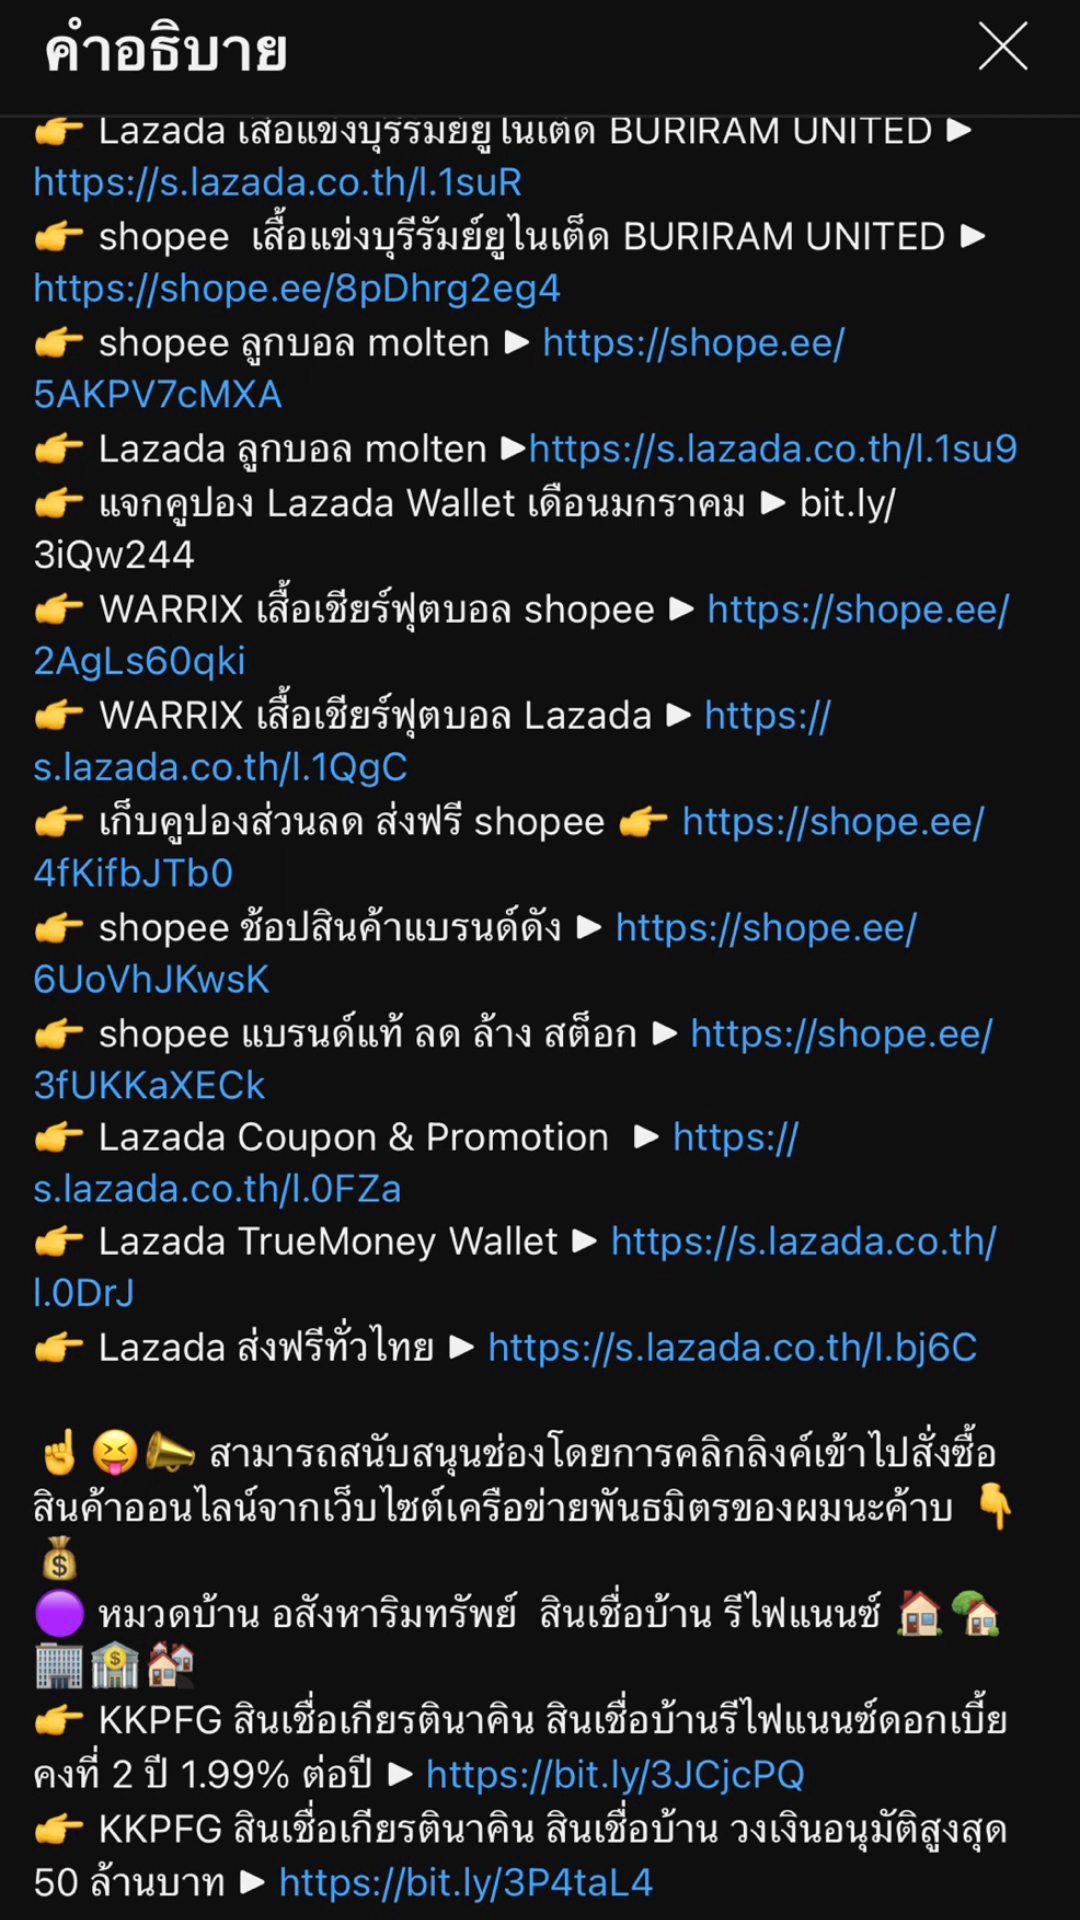 คำอธิบาย
👉 Lazada เสื้อแข่งบุรีรัมย์ยูไนเต็ด BURIRAM UNITED ▶
https://s.lazada.co.th/l.1suR
👉 shopee  เสื้อแข่งบุรีรัมย์ยูไนเต็ด BURIRAM UNITED ▶
https://shope.ee/8pDhrg2eg4
👉 shopee ลูกบอล molten ▶ https://shope.ee/
5AKPV7cMXA
👉 Lazada ลูกบอล molten ▶https://s.lazada.co.th/l.1su9
👉 แจกคูปอง Lazada Wallet เดือนมกราคม ▶ bit.ly/
3iQw244
👉 WARRIX เสื้อเชียร์ฟุตบอล shopee ▶ https://shope.ee/
2AgLs60qki
👉 WARRIX เสื้อเชียร์ฟุตบอล Lazada ▶ https://
s.lazada.co.th/l.1QgC
👉 เก็บคูปองส่วนลด ส่งฟรี shopee 👉 https://shope.ee/
4fKifbJTb0
👉 shopee ช้อปสินค้าแบรนด์ดัง ▶ https://shope.ee/
6UoVhJKwsK
👉 shopee แบรนด์แท้ ลด ล้าง สต็อก ▶ https://shope.ee/
3fUKKaXECk
👉 Lazada Coupon & Promotion  ▶ https://
s.lazada.co.th/l.0FZa
👉 Lazada TrueMoney Wallet ▶ https://s.lazada.co.th/
l.0DrJ
👉 Lazada ส่งฟรีทั่วไทย ▶ https://s.lazada.co.th/l.bj6C
☝️😝📣 สามารถสนับสนุนช่องโดยการคลิกลิงค์เข้าไปสั่งซื้อ
สินค้าออนไลน์จากเว็บไซต์เครือข่ายพันธมิตรของผมนะค้าบ 👇
💰
🟣 หมวดบ้าน อสังหาริมทรัพย์  สินเชื่อบ้าน รีไฟแนนซ์ 🏠🏡
🏢🏦🏘
👉 KKPFG สินเชื่อเกียรตินาคิน สินเชื่อบ้านรีไฟแนนซ์ดอกเบี้ย
คงที่ 2 ปี 1.99% ต่อปี ▶ https://bit.ly/3JCjcPQ
👉 KKPFG สินเชื่อเกียรตินาคิน สินเชื่อบ้าน วงเงินอนุมัติสูงสุด
50 ล้านบาท ▶ https://bit.ly/3P4taL4